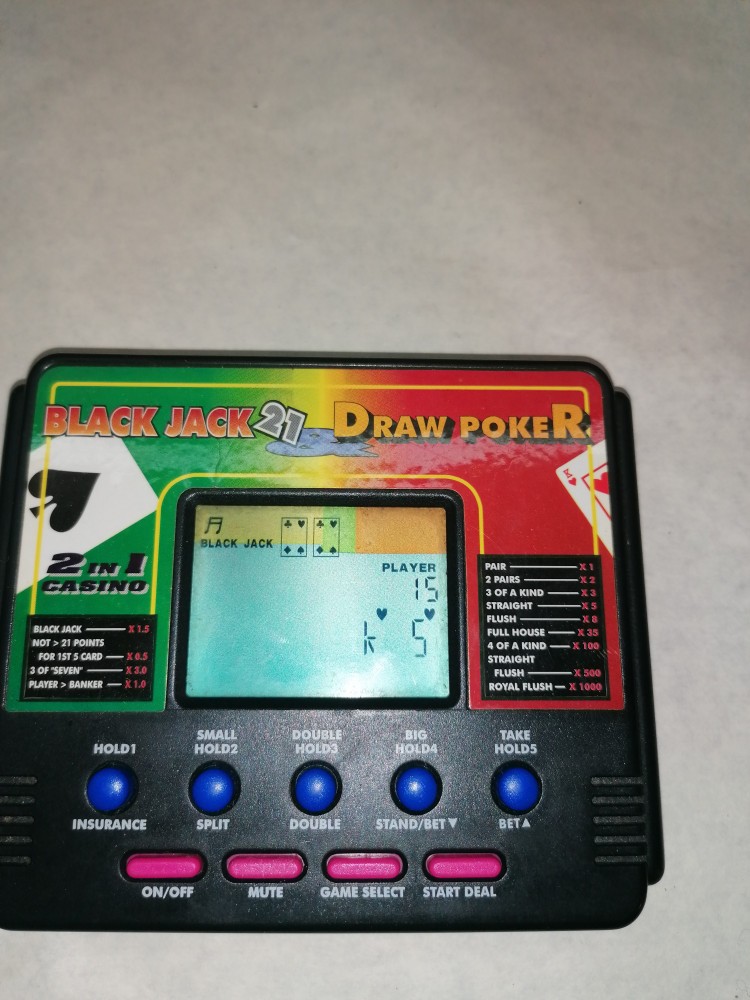 BLACK JACK 21 DRAW POKER
2 IN 1
CASINO
BLACK JACK
PLAYER
15
K 5
BLACK JACK X 1.5
NOT > 21 POINTS
FOR 1ST 5 CARD X 0.5
3 OF "SEVEN" X 3.0
PLAYER > BANKER X 1.0
PAIR X 1
2 PAIRS X 2
3 OF A KIND X 3
STRAIGHT X 5
FLUSH X 8
FULL HOUSE X 35
4 OF A KIND X 100
STRAIGHT
FLUSH X 500
ROYAL FLUSH X 1000
HOLD1
SMALL
HOLD2
DOUBLE
HOLD3
BIG
HOLD4
TAKE
HOLD5
INSURANCE
SPLIT
DOUBLE
STAND/BET▼
BET▲
ON/OFF
MUTE
GAME SELECT
START DEAL